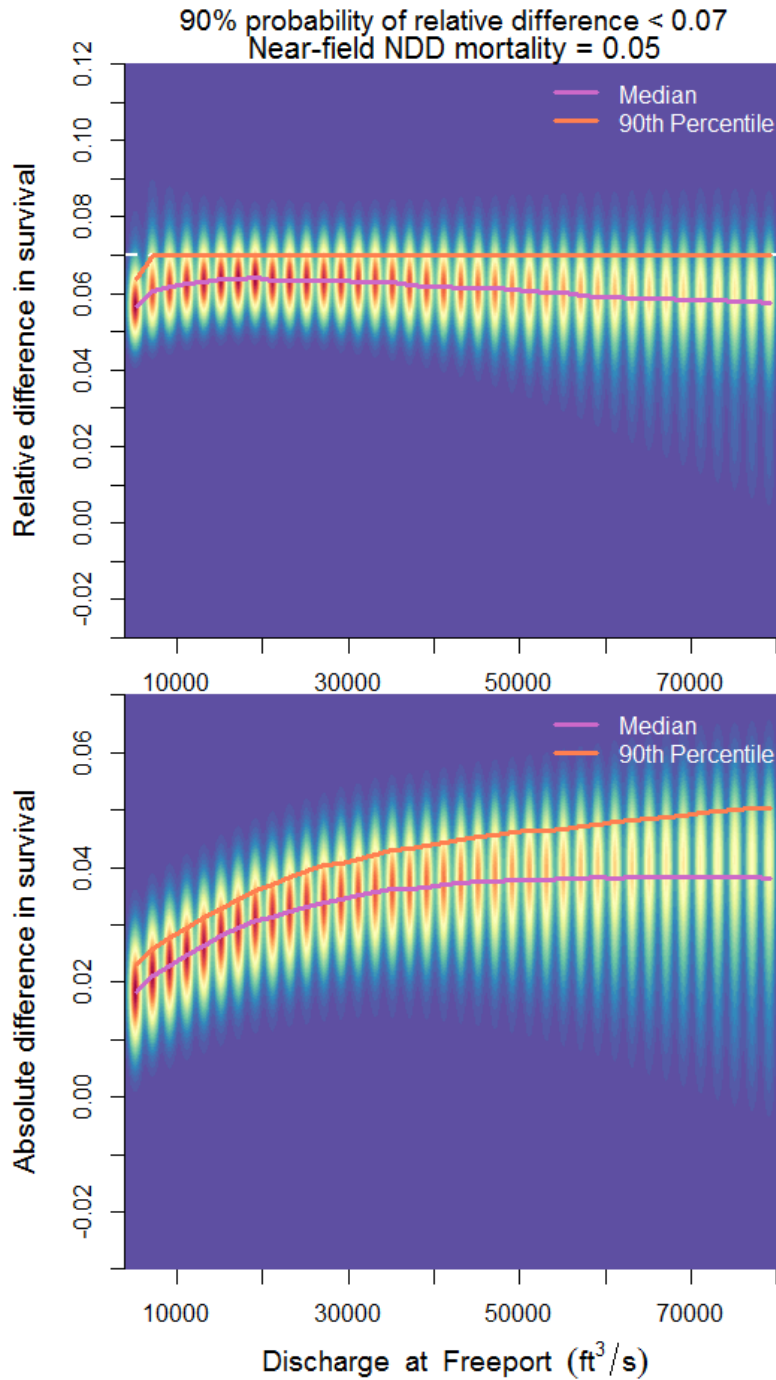 90% probability of relative difference < 0.07
Near-field NDD mortality = 0.05
Relative difference in survival
0.12
0.10
0.08
0.06
0.04
0.02
0.00
-0.02
Median
90th Percentile
10000 30000 50000 70000
Absolute difference in survival
0.06
0.04
0.02
0.00
-0.02
Median
90th Percentile
10000 30000 50000 70000
Discharge at Freeport (ft³/s)